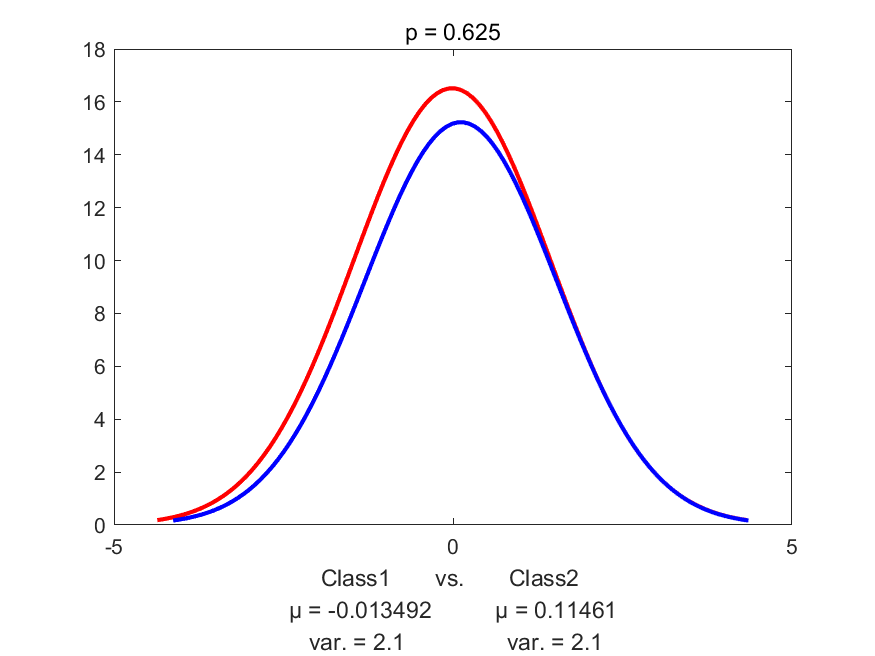 p = 0.625
18
16
14
12
10
8
6
4
2
0
-5 0 5
Class1 vs. Class2
μ = -0.013492 μ = 0.11461
var. = 2.1 var. = 2.1